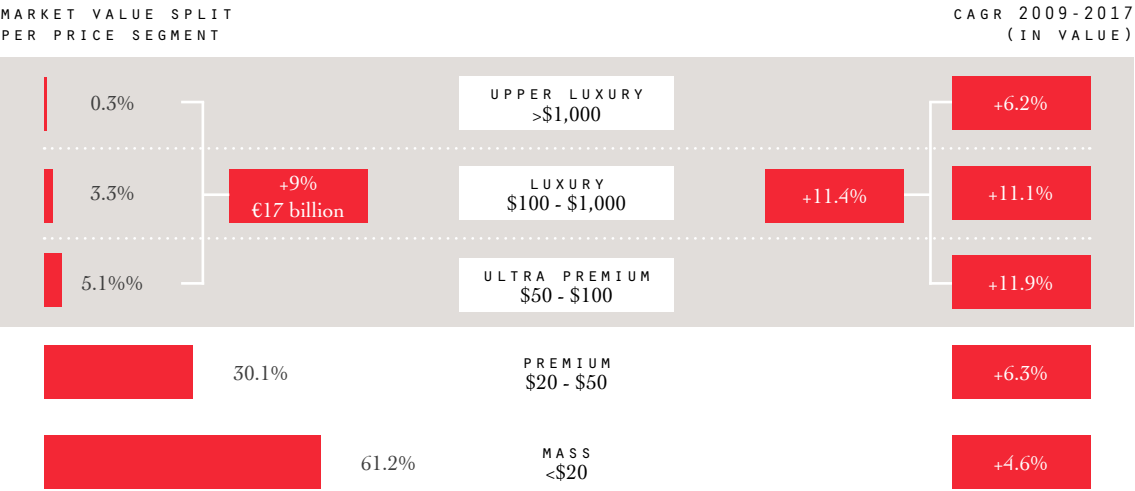 MARKET VALUE SPLIT
PER PRICE SEGMENT
CAGR 2009-2017
(IN VALUE)
0.3%
UPPER LUXURY
>$1,000
+6.2%
3.3%
+9%
€17 billion
LUXURY
$100 - $1,000
+11.4%
+11.1%
5.1%%
ULTRA PREMIUM
$50 - $100
+11.9%
30.1%
PREMIUM
$20 - $50
+6.3%
61.2%
MASS
<$20
+4.6%